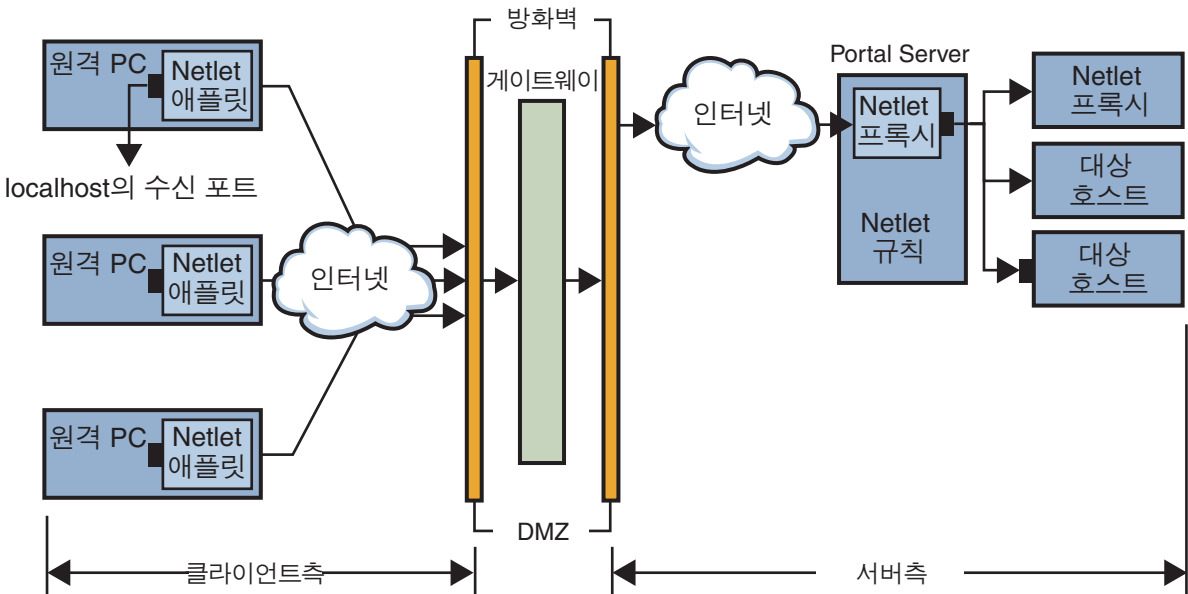 방화벽
원격 PC
Netlet
애플릿
게이트웨이
인터넷
Portal Server
Netlet
프록시
Netlet
프록시
localhost의 수신 포트
대상
호스트
Netlet
규칙
원격 PC
Netlet
애플릿
인터넷
대상
호스트
원격 PC
Netlet
애플릿
DMZ
클라이언트측
서버측